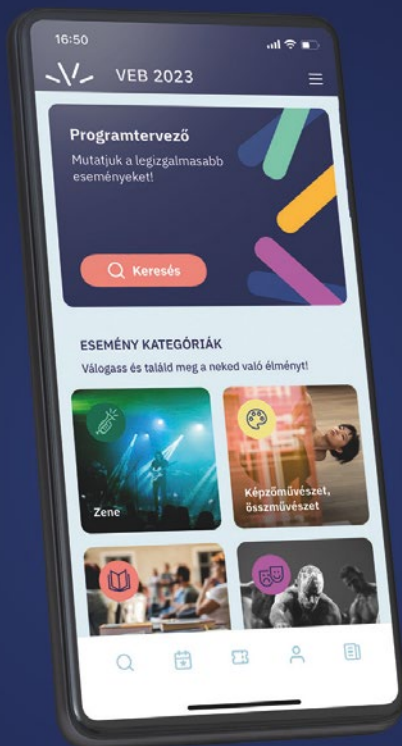 16:50
VEB 2023
Programtervező
Mutatjuk a legizgalmasabb
eseményeket!
Keresés
ESEMÉNY KATEGÓRIÁK
Válogass és találd meg a neked való élményt!
Zene
Képzőművészet,
összművészet